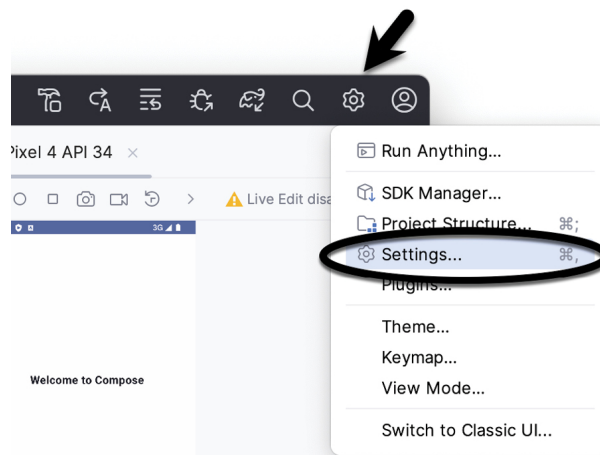 Pixel 4 API 34
Run Anything...
SDK Manager...
Live Edit disa
Project Structure... ⌘;
3G
Settings... ⌘,
Plugins...
Theme...
Keymap...
Welcome to Compose
View Mode...
Switch to Classic UI...